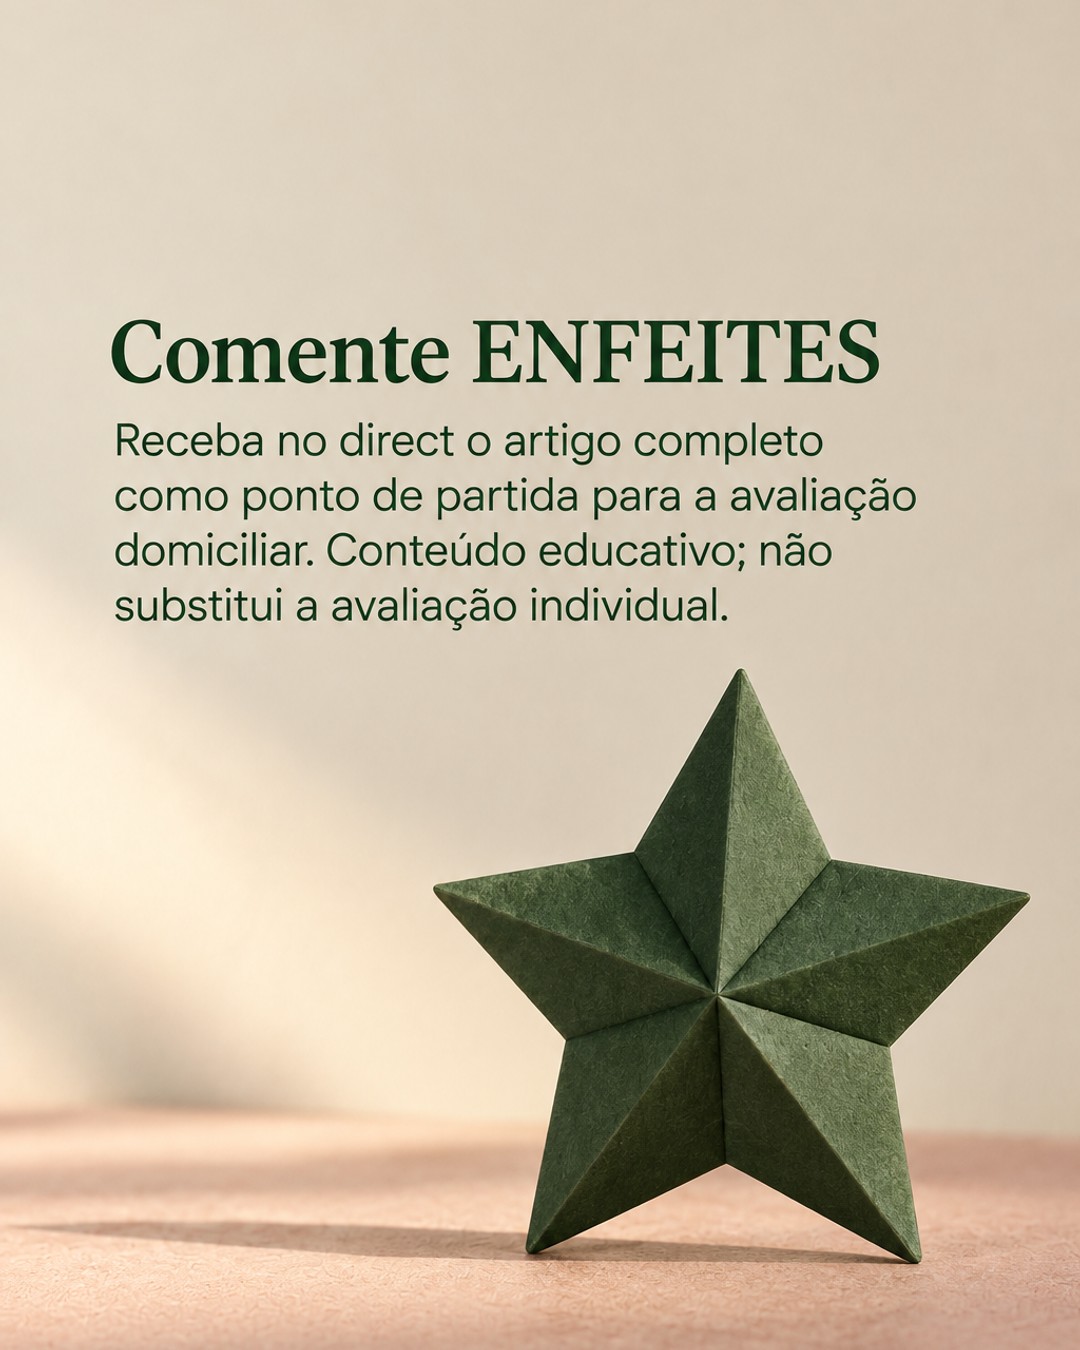 Comente ENFEITES
Receba no direct o artigo completo
como ponto de partida para a avaliação
domiciliar. Conteúdo educativo; não
substitui a avaliação individual.